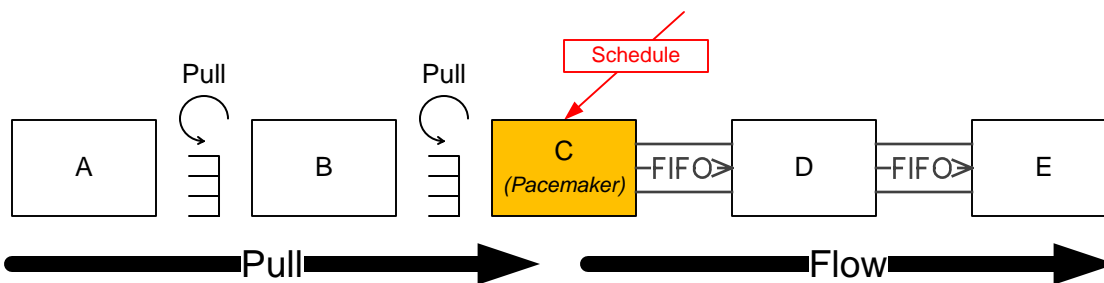 Schedule
Pull
Pull
A
B
C
(Pacemaker)
FIFO
D
FIFO
E
Pull
Flow